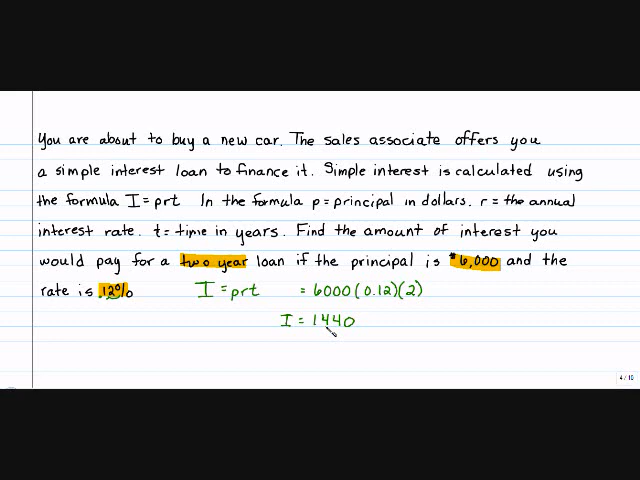 You are about to buy a new car. The sales associate offers you
a simple interest loan to finance it. Simple interest is calculated using
the formula I = prt In the formula p = principal in dollars. r = the annual
interest rate. t = time in years. Find the amount of interest you
would pay for a two year loan if the principal is $6,000 and the
rate is 12% I = prt = 6000(0.12)(2)
I = 1440
4 / 10